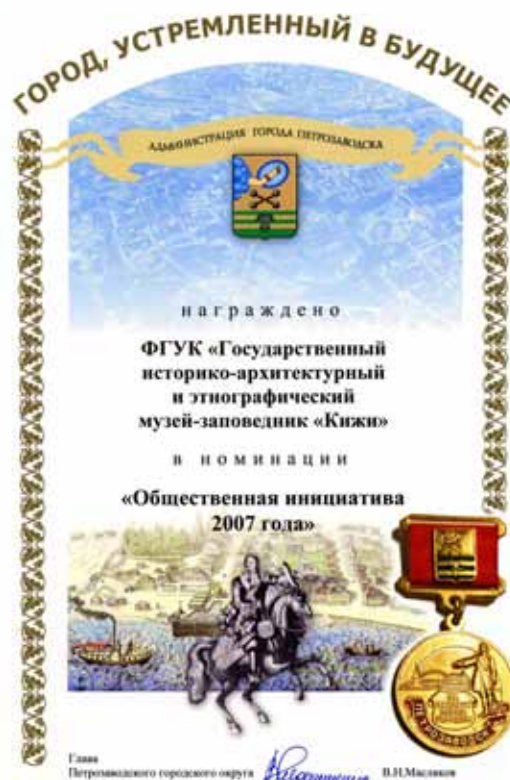 ГОРОД, УСТРЕМЛЕННЫЙ В БУДУЩЕЕ
АДМИНИСТРАЦИЯ ГОРОДА ПЕТРОЗАВОДСКА
награждено
ФГУК «Государственный
историко-архитектурный
и этнографический
музей-заповедник «Кижи»
в номинации
«Общественная инициатива
2007 года»
ПЕТРОЗАВОДСК
Глава
Петрозаводского городского округа В.Н.Масляков